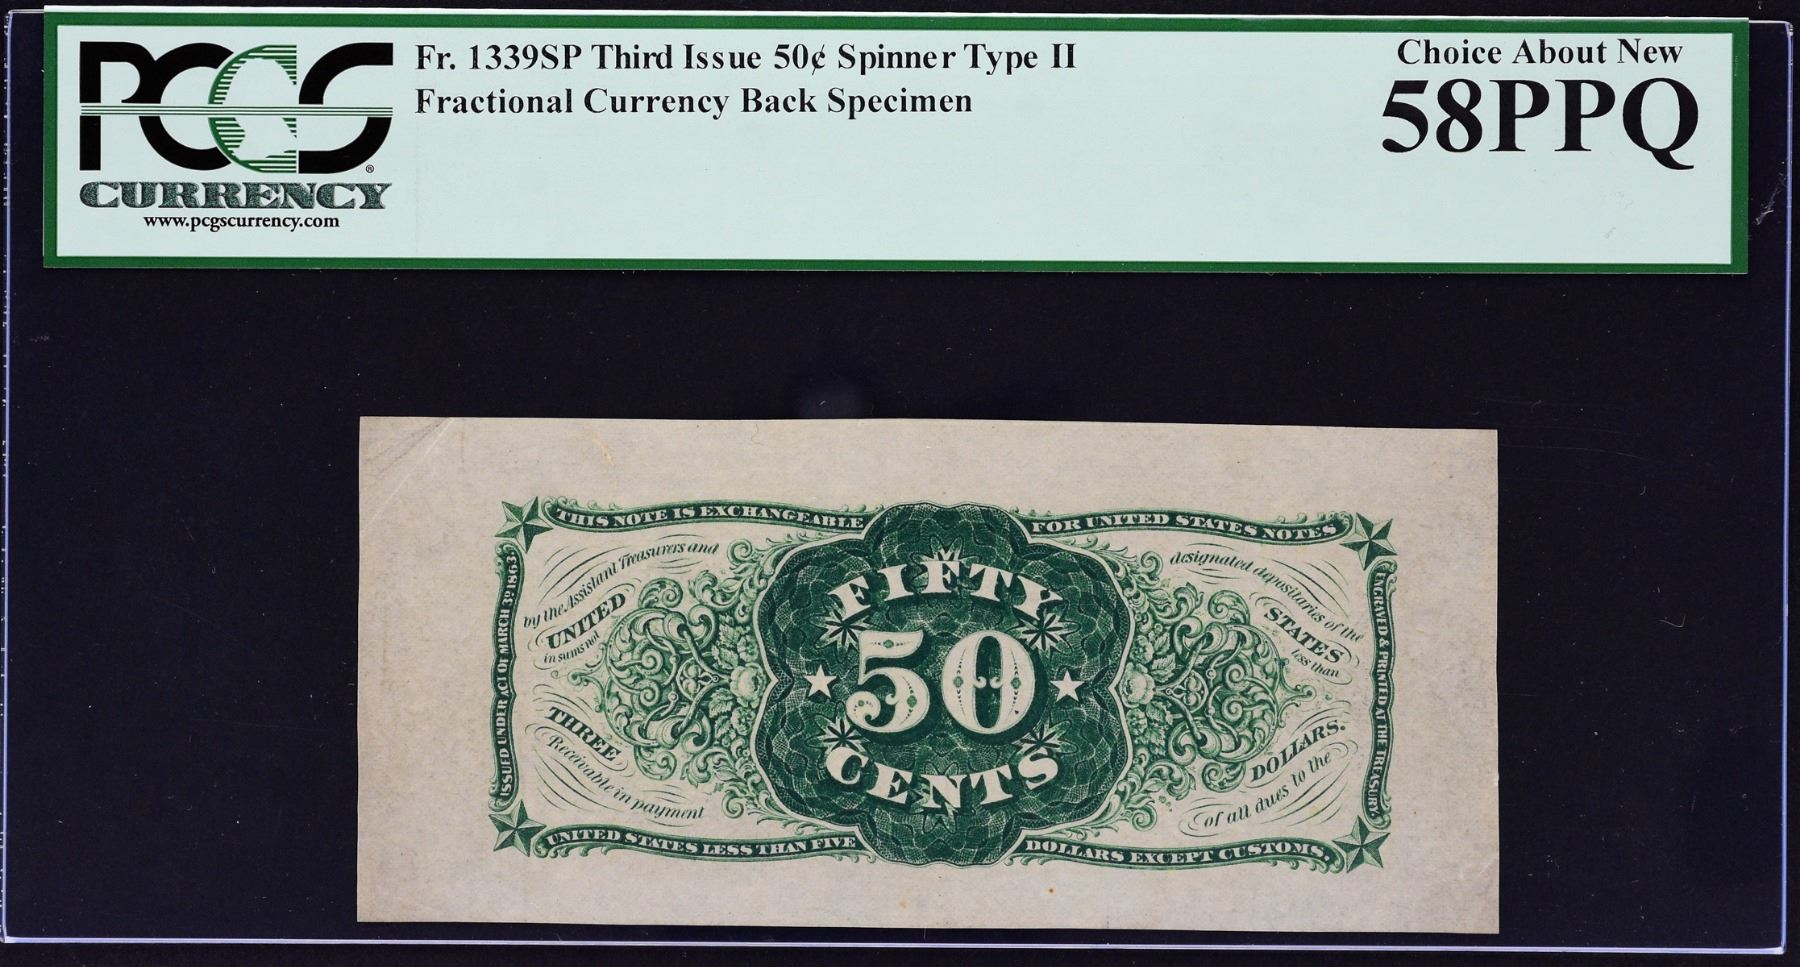 PCGS
CURRENCY
www.pcgscurrency.com
Fr. 1339SP Third Issue 50¢ Spinner Type II
Fractional Currency Back Specimen
Choice About New
58PPQ
THIS NOTE IS EXCHANGEABLE FOR UNITED STATES NOTES
by the Assistant Treasurers and designated depositaries of the
UNITED STATES
in sums not less than
THREE DOLLARS.
Receivable in payment of all dues to the
UNITED STATES LESS THAN FIVE DOLLARS EXCEPT CUSTOMS.
ISSUED UNDER ACT OF MARCH 3D 1863
ENGRAVED & PRINTED AT THE TREASURY
FIFTY
50
CENTS